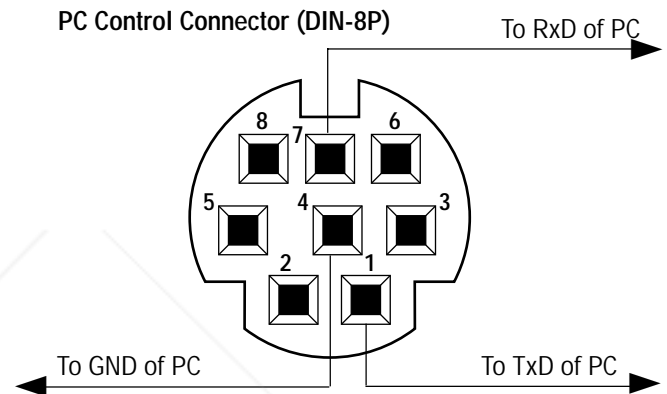 PC Control Connector (DIN-8P)
To RxD of PC
8 7 6
5 4 3
2 1
To GND of PC
To TxD of PC